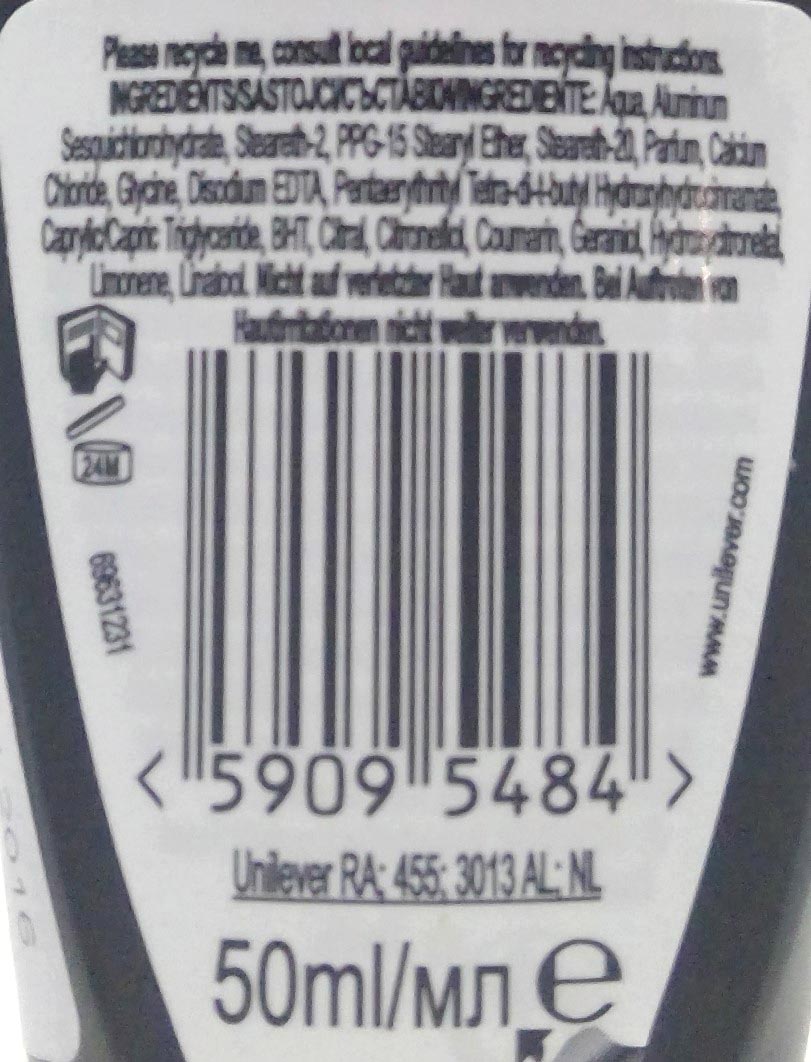 Please recycle me, consult local guidelines for recycling instructions.
INGREDIENTS/SASTOJCI/СЪСТАВКИ/INGREDIENTE: Aqua, Aluminum
Sesquichlorohydrate, Steareth-2, PPG-15 Stearyl Ether, Steareth-20, Parfum, Calcium
Chloride, Glycine, Disodium EDTA, Pentaerythrityl Tetra-di-t-butyl Hydroxyhydrocinnamate,
Caprylic/Capric Triglyceride, BHT, Citral, Citronellol, Coumarin, Geraniol, Hydroxycitronellal,
Limonene, Linalool. Nicht auf verletzter Haut anwenden. Bei Auftreten von
Hautirritationen nicht weiter verwenden.
24M
69631231
www.unilever.com
< 5909 5484 >
Unilever RA; 455; 3013 AL; NL
50ml/мл e
2016